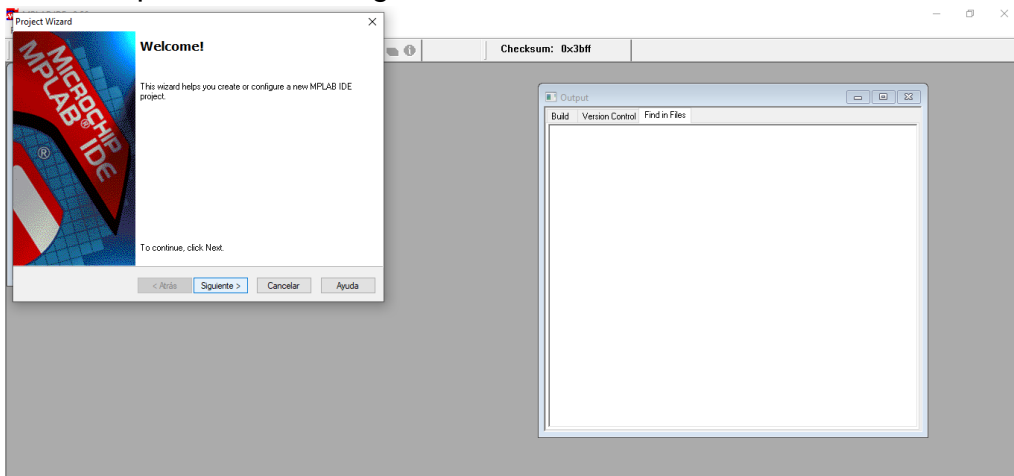 Project Wizard
Welcome!
This wizard helps you create or configure a new MPLAB IDE
project.
To continue, click Next.
< Atrás
Siguiente >
Cancelar
Ayuda
MICROCHIP
MPLAB® IDE
®
Checksum: 0x3bff
Output
Build Version Control Find in Files